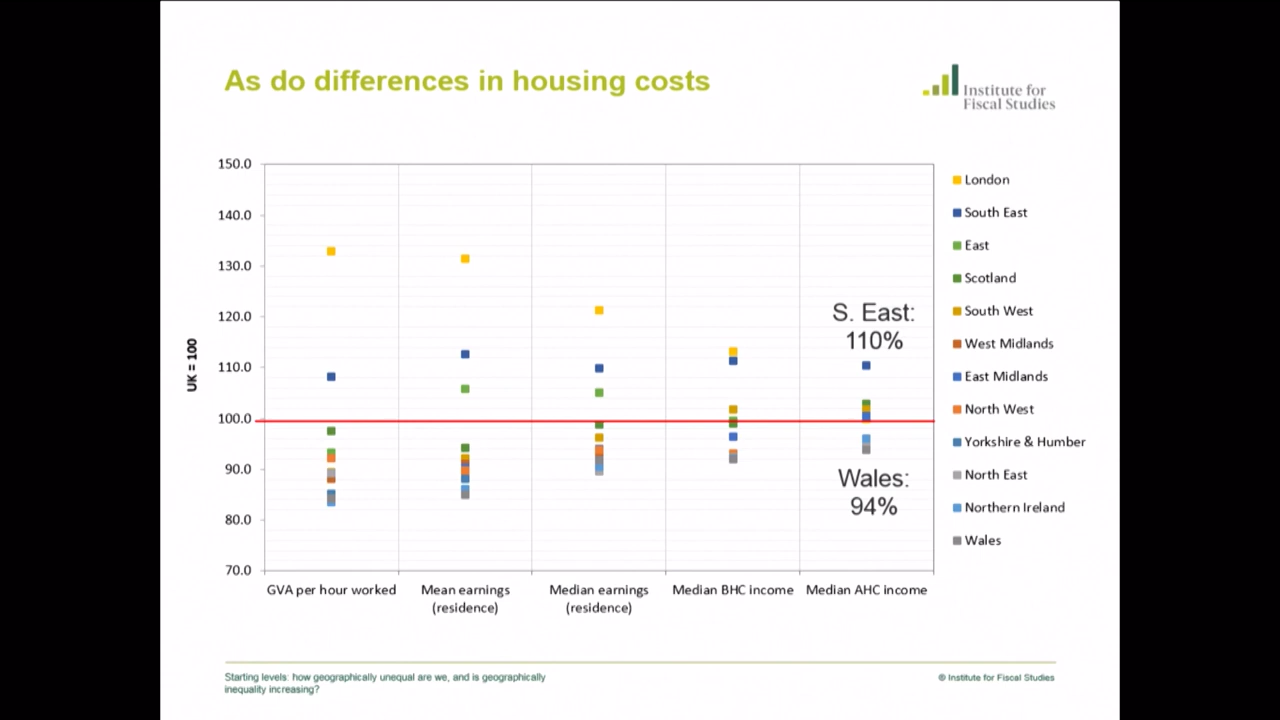 As do differences in housing costs
Institute for
Fiscal Studies
150.0
140.0
130.0
120.0
110.0
100.0
90.0
80.0
70.0
UK = 100
S. East:
110%
Wales:
94%
GVA per hour worked
Mean earnings
(residence)
Median earnings
(residence)
Median BHC income
Median AHC income
London
South East
East
Scotland
South West
West Midlands
East Midlands
North West
Yorkshire & Humber
North East
Northern Ireland
Wales
Starting levels: how geographically unequal are we, and is geographically
inequality increasing?
© Institute for Fiscal Studies